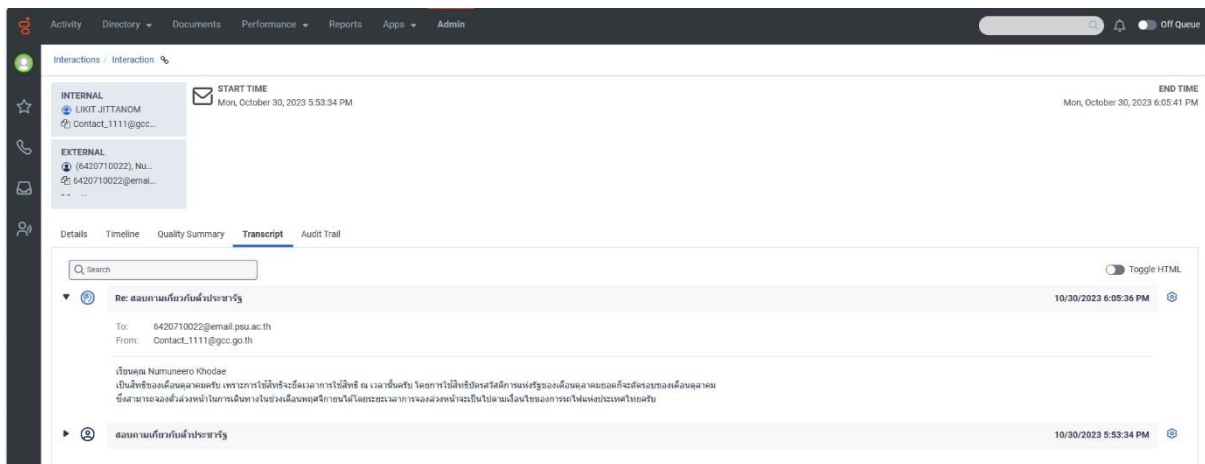 Activity Directory Documents Performance Reports Apps Admin Off Queue
Interactions / Interaction
INTERNAL
LIKIT JITTANOM
Contact_1111@gcc...
START TIME
Mon, October 30, 2023 5:53:34 PM
END TIME
Mon, October 30, 2023 6:05:41 PM
EXTERNAL
(6420710022), Nu...
6420710022@emai...
Details Timeline Quality Summary Transcript Audit Trail
Search Toggle HTML
Re: สอบถามเกี่ยวกับตั๋วประชารัฐ 10/30/2023 6:05:36 PM
To: 6420710022@email.psu.ac.th
From: Contact_1111@gcc.go.th
เรียนคุณ Numuneero Khodae
เป็นสิทธิของเดือนตุลาคมครับ เพราะการใช้สิทธิจะยึดเวลาการใช้สิทธิ ณ เวลานั้นครับ โดยการใช้สิทธิบัตรสวัสดิการแห่งรัฐของเดือนตุลาคมยอดก็จะตัดรอบของเดือนตุลาคม
ซึ่งสามารถจองตั๋วล่วงหน้าในการเดินทางในช่วงเดือนพฤศจิกายนได้โดยระยะเวลาการจองล่วงหน้าจะเป็นไปตามเงื่อนไขของการรถไฟแห่งประเทศไทยครับ
สอบถามเกี่ยวกับตั๋วประชารัฐ 10/30/2023 5:53:34 PM